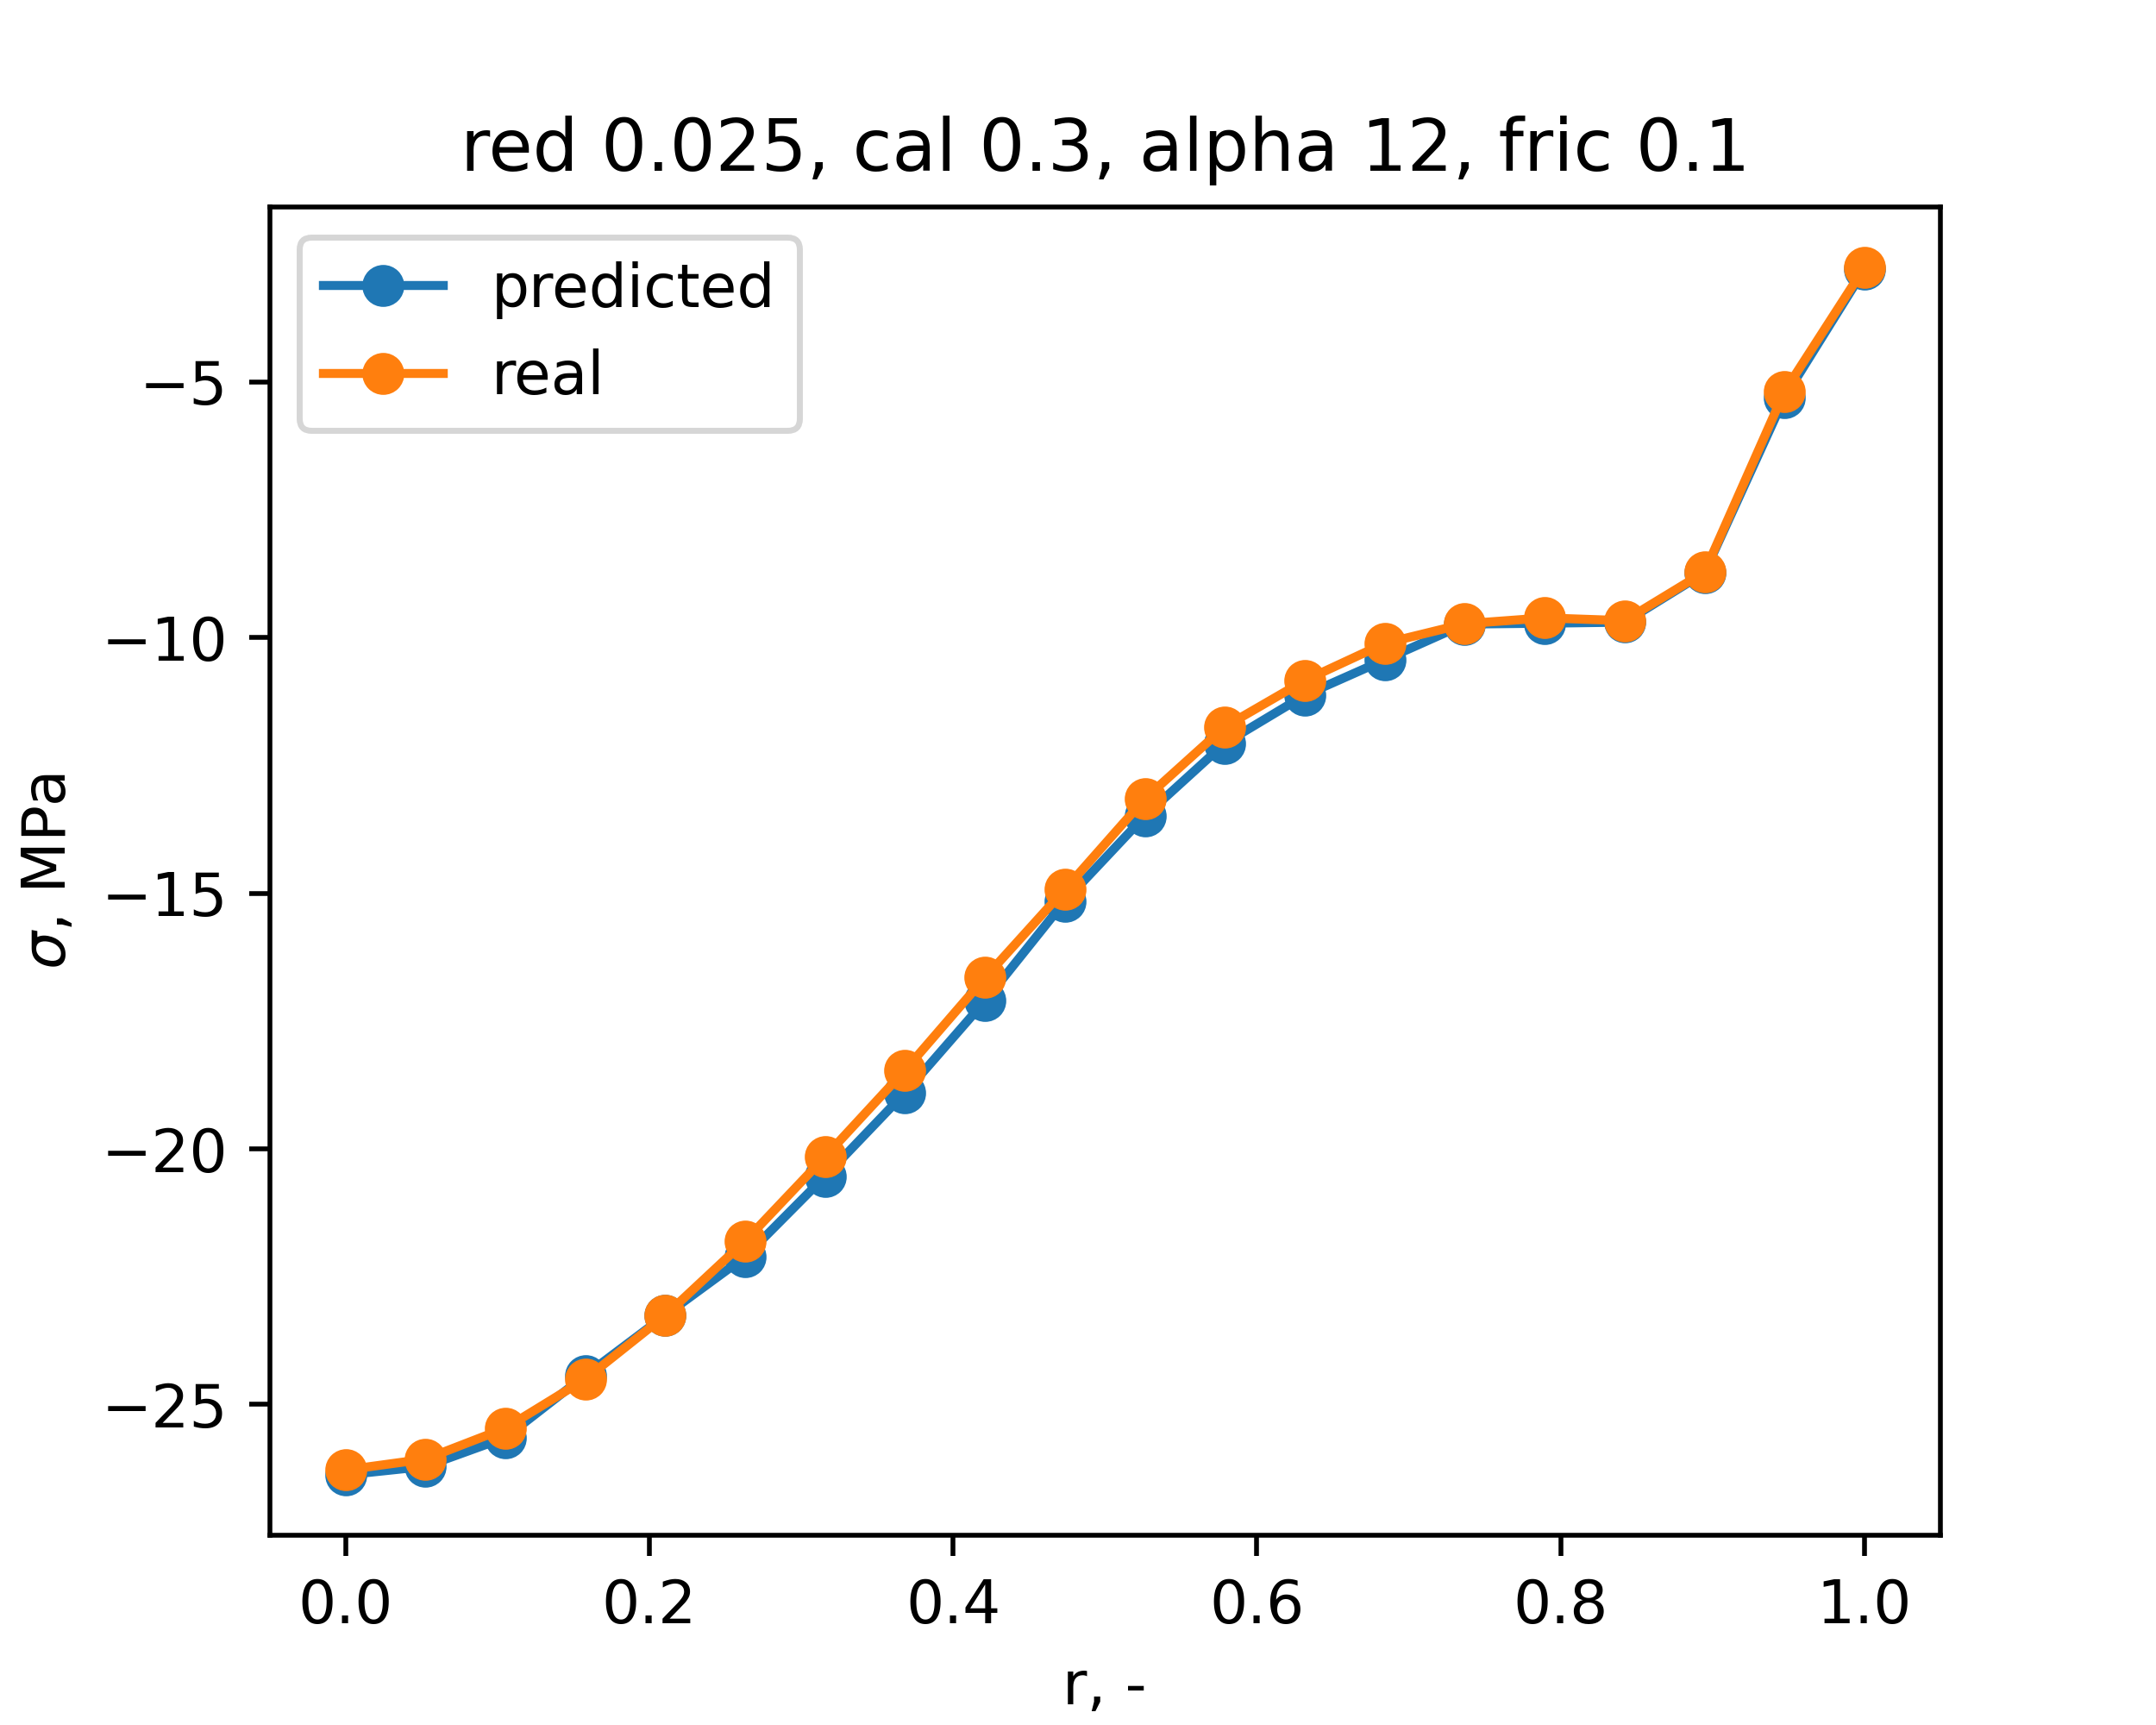 red 0.025, cal 0.3, alpha 12, fric 0.1
predicted
real
σ, MPa
−5
−10
−15
−20
−25
0.0 0.2 0.4 0.6 0.8 1.0
r, -